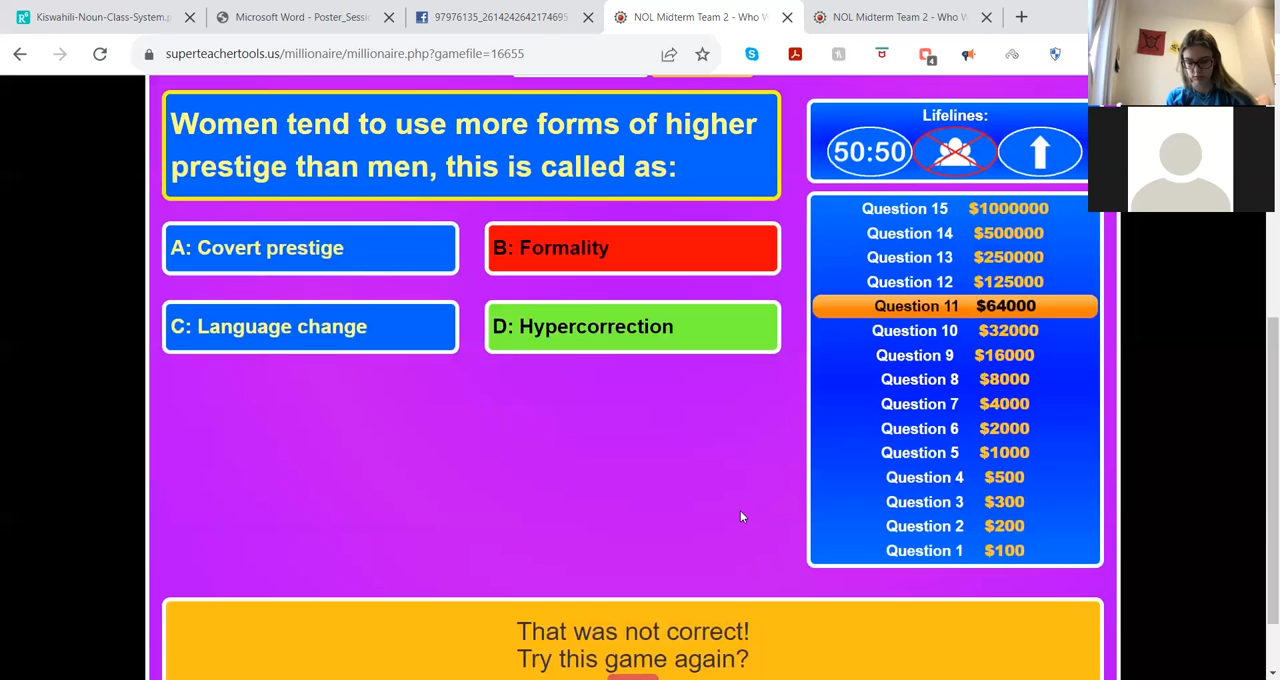 Kiswahili-Noun-Class-System.p
Microsoft Word - Poster_Sessi
97976135_2614242642174695
NOL Midterm Team 2 - Who W
NOL Midterm Team 2 - Who W
superteachertools.us/millionaire/millionaire.php?gamefile=16655
4
Women tend to use more forms of higher
prestige than men, this is called as:
A: Covert prestige
B: Formality
C: Language change
D: Hypercorrection
Lifelines:
50:50
Question 15 $1000000
Question 14 $500000
Question 13 $250000
Question 12 $125000
Question 11 $64000
Question 10 $32000
Question 9 $16000
Question 8 $8000
Question 7 $4000
Question 6 $2000
Question 5 $1000
Question 4 $500
Question 3 $300
Question 2 $200
Question 1 $100
That was not correct!
Try this game again?